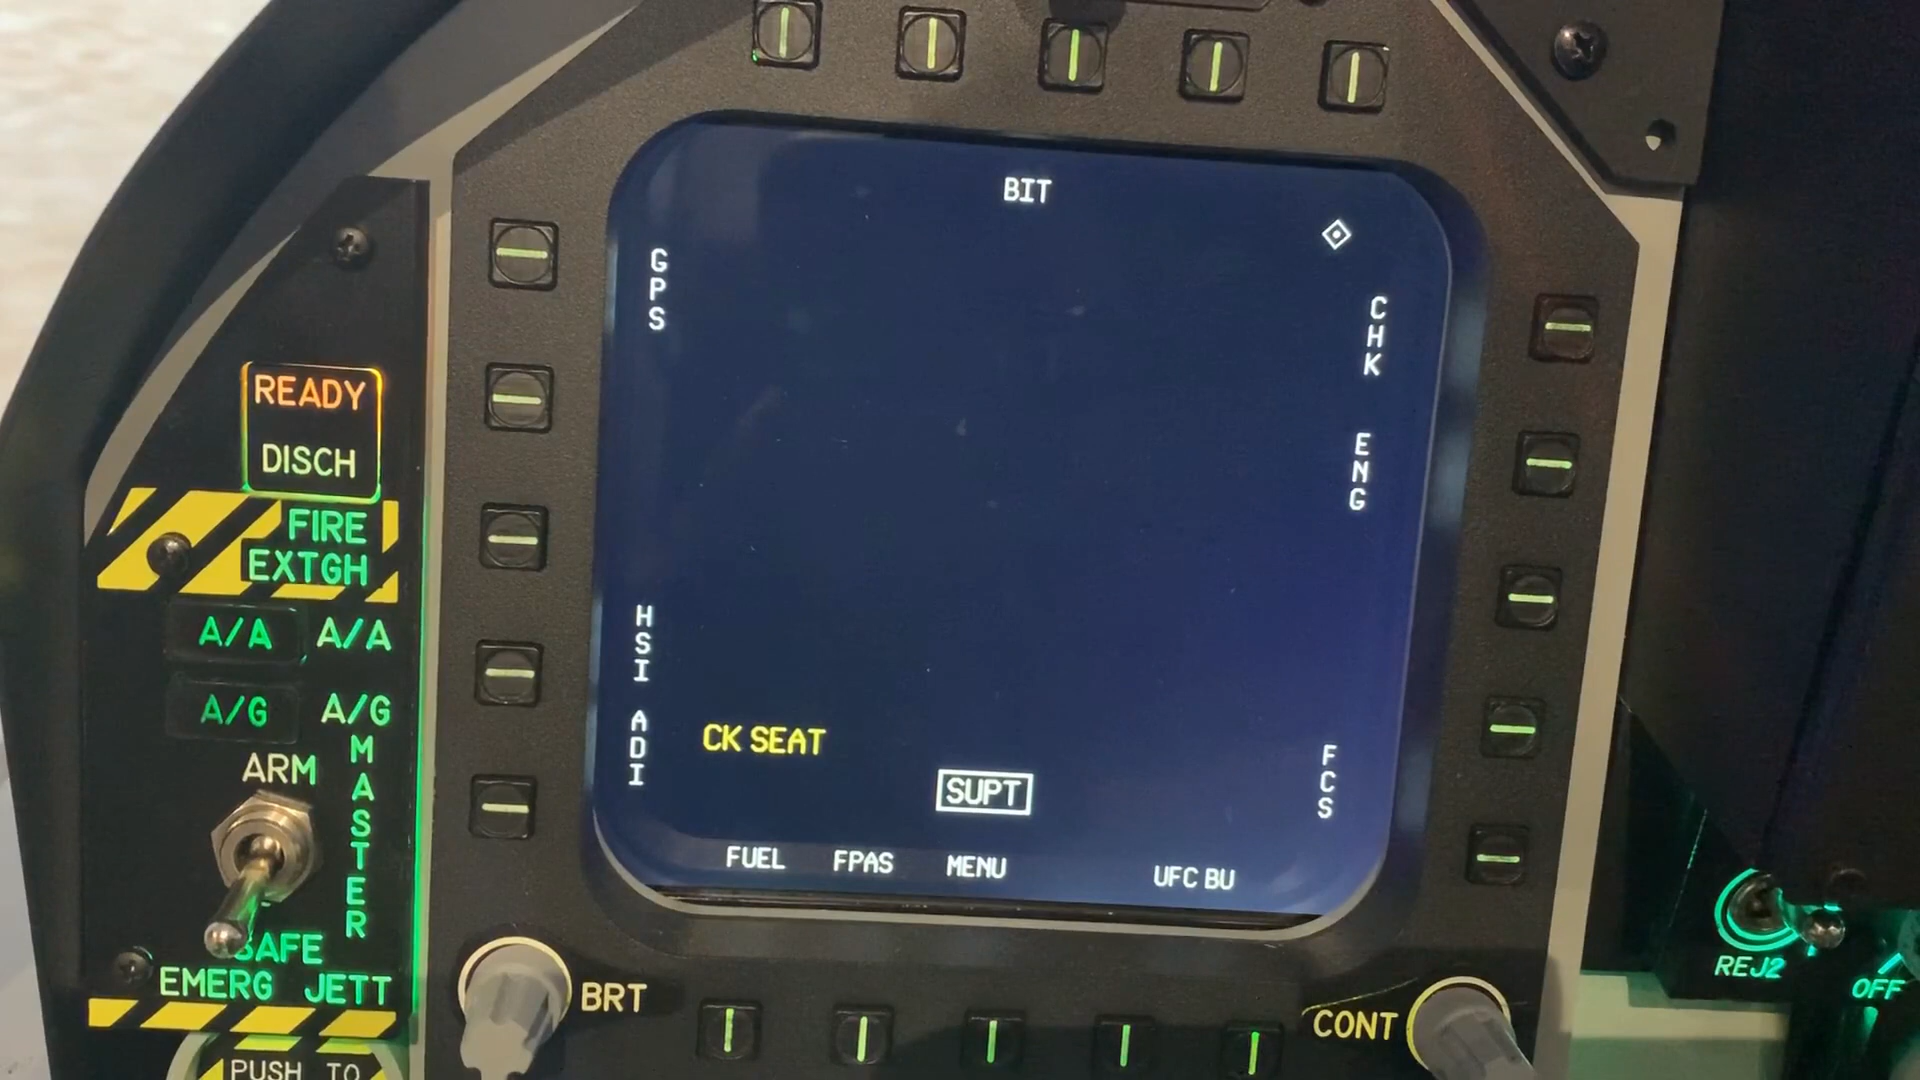 BIT
GPS
CHK
ENG
HSI
ADI
FCS
CK SEAT
SUPT
FUEL FPAS MENU UFC BU
READY
DISCH
FIRE
EXTGH
A/A A/A
A/G A/G
MASTER
ARM
SAFE
EMERG JETT
PUSH TO
BRT
CONT
REJ2
OFF